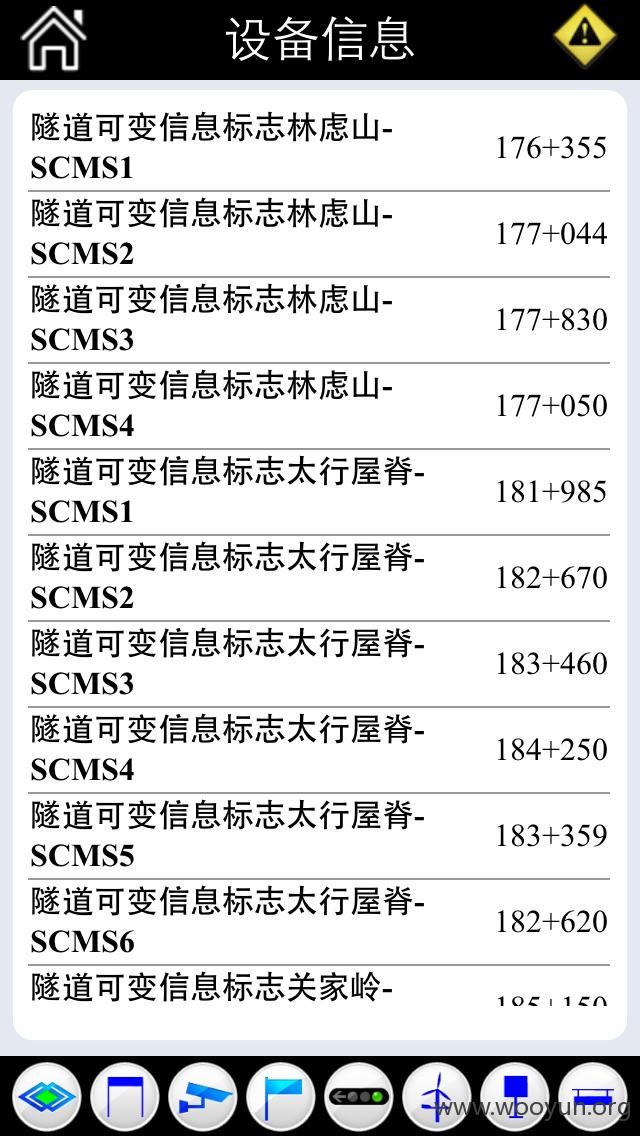 设备信息
隧道可变信息标志林虑山-
SCMS1
176+355
隧道可变信息标志林虑山-
SCMS2
177+044
隧道可变信息标志林虑山-
SCMS3
177+830
隧道可变信息标志林虑山-
SCMS4
177+050
隧道可变信息标志太行屋脊-
SCMS1
181+985
隧道可变信息标志太行屋脊-
SCMS2
182+670
隧道可变信息标志太行屋脊-
SCMS3
183+460
隧道可变信息标志太行屋脊-
SCMS4
184+250
隧道可变信息标志太行屋脊-
SCMS5
183+359
隧道可变信息标志太行屋脊-
SCMS6
182+620
隧道可变信息标志关家岭-
www.wooyun.org